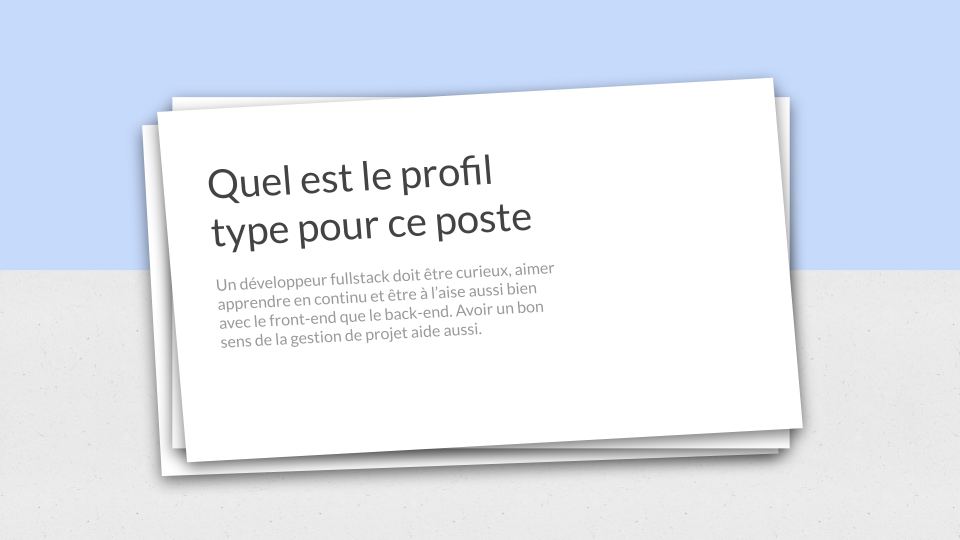 Quel est le profil
type pour ce poste
Un développeur fullstack doit être curieux, aimer
apprendre en continu et être à l’aise aussi bien
avec le front-end que le back-end. Avoir un bon
sens de la gestion de projet aide aussi.